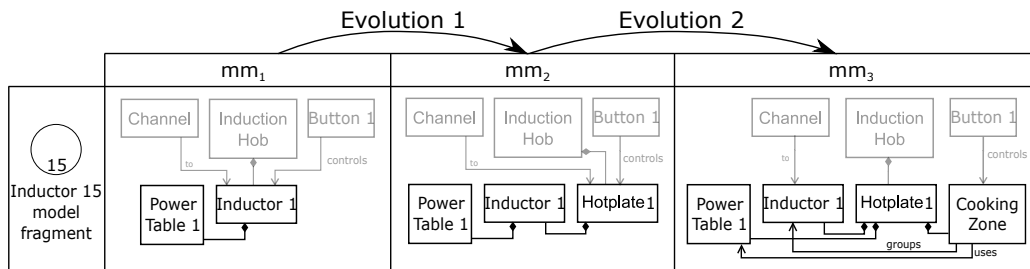 Evolution 1
Evolution 2
mm1
mm2
mm3
15
Inductor 15
model
fragment
Channel
Induction
Hob
Button 1
to
controls
Power
Table 1
Inductor 1
Channel
Induction
Hob
Button 1
to
controls
Power
Table 1
Inductor 1
Hotplate1
Channel
Induction
Hob
Button 1
to
controls
Power
Table 1
Inductor 1
Hotplate1
Cooking
Zone
groups
uses